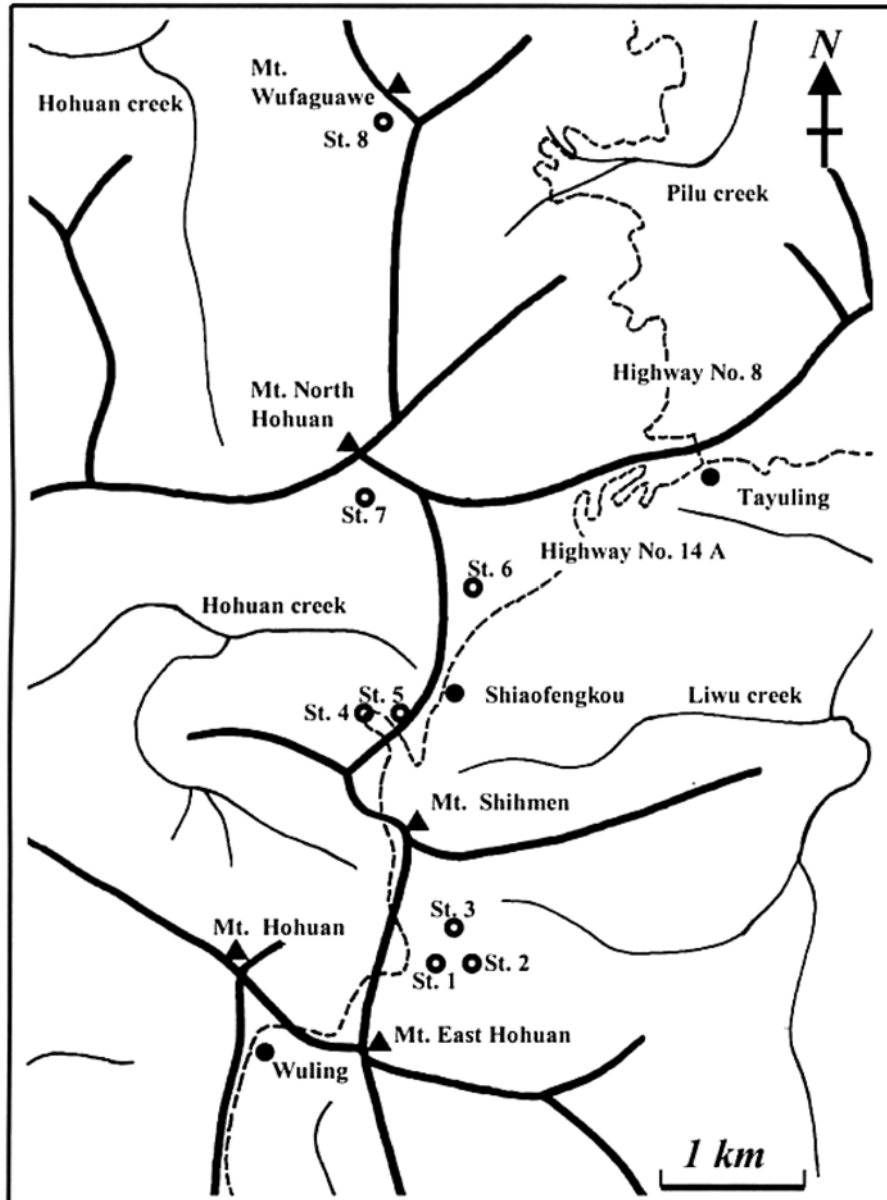 Mt.
Wufaguawe
N
Hohuan creek
St. 8
Pilu creek
Highway No. 8
Mt. North
Hohuan
Tayuling
St. 7
Highway No. 14 A
St. 6
Hohuan creek
St. 5
St. 4
Shiaofengkou
Liwu creek
Mt. Shihmen
St. 3
Mt. Hohuan
St. 1
St. 2
Mt. East Hohuan
Wuling
1 km